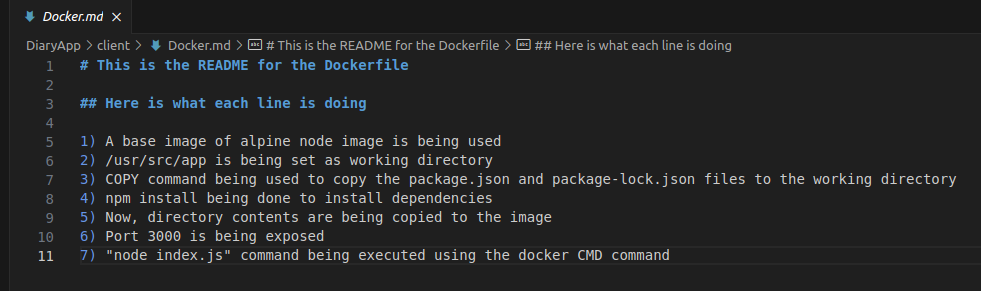 Docker.md ×
DiaryApp > client > Docker.md > # This is the README for the Dockerfile > ## Here is what each line is doing
1 # This is the README for the Dockerfile
2
3 ## Here is what each line is doing
4
5 1) A base image of alpine node image is being used
6 2) /usr/src/app is being set as working directory
7 3) COPY command being used to copy the package.json and package-lock.json files to the working directory
8 4) npm install being done to install dependencies
9 5) Now, directory contents are being copied to the image
10 6) Port 3000 is being exposed
11 7) "node index.js" command being executed using the docker CMD command